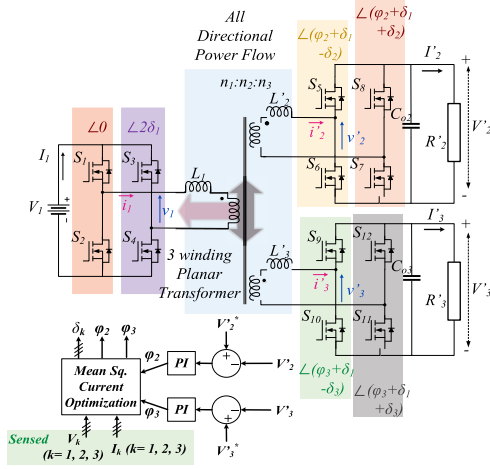 All
Directional
Power Flow
∠(φ2+δ1
-δ2)
∠(φ2+δ1
+δ2)
n1:n2:n3
∠0
∠2δ1
I1
S1
S3
V1
S2
S4
i1
v1
L1
L'2
i'2
v'2
S5
S8
S6
S7
Co2
I'2
R'2
+
V'2
-
3 winding
Planar
Transformer
L'3
i'3
v'3
S9
S12
S10
S11
Co3
I'3
R'3
+
V'3
-
∠(φ3+δ1
-δ3)
∠(φ3+δ1
+δ3)
δk
φ2
φ3
Mean Sq.
Current
Optimization
φ2
PI
V'2*
+
-
V'2
φ3
PI
+
-
V'3
V'3*
Sensed
Vk
(k= 1, 2, 3)
Ik (k= 1, 2, 3)